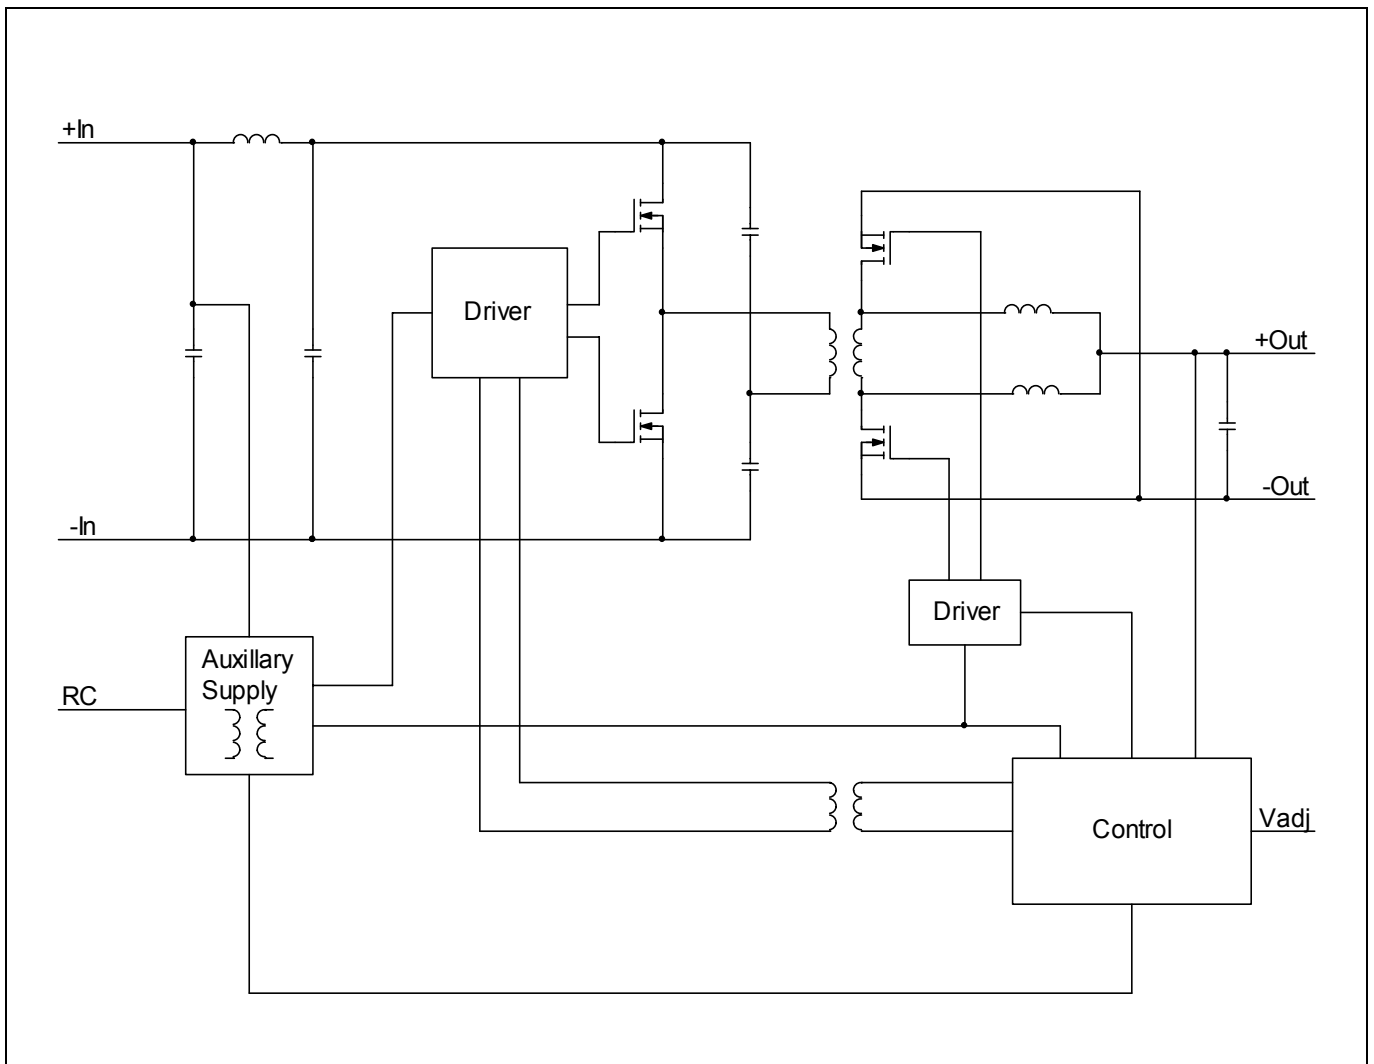 +In
Driver
+Out
-Out
-In
Driver
Auxillary
Supply
RC
Control
Vadj